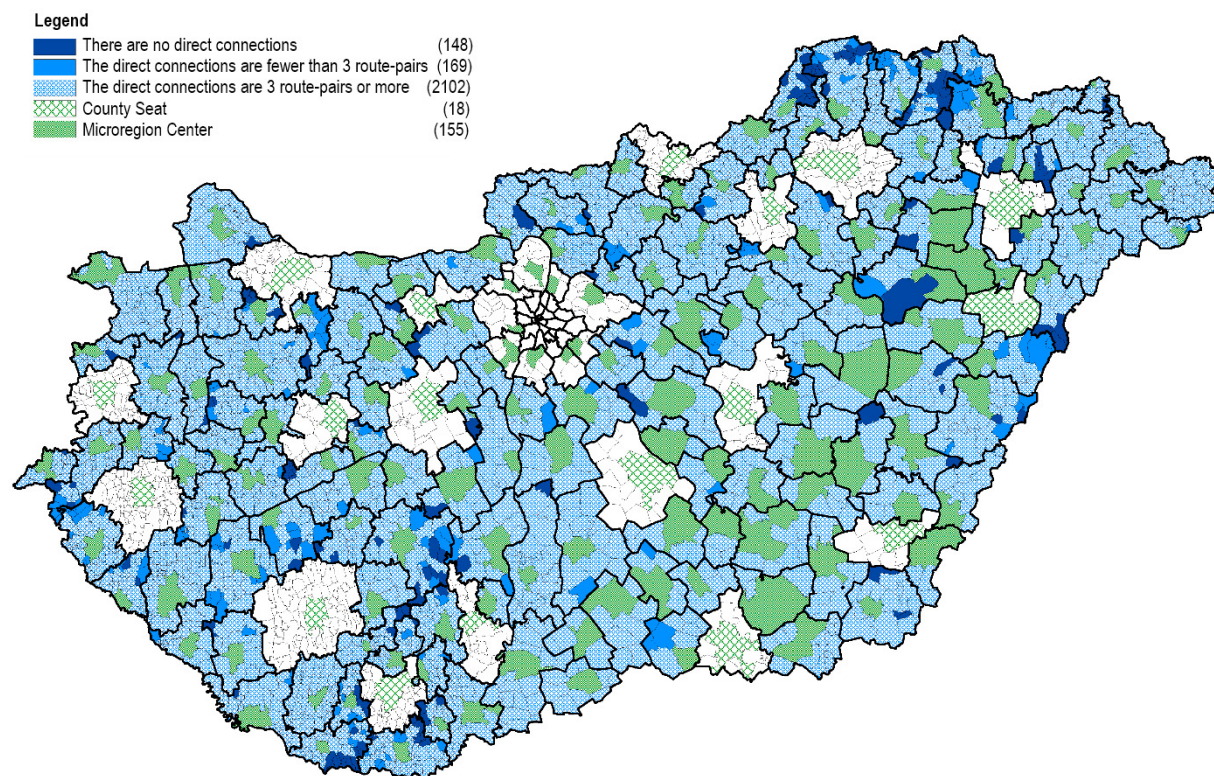 Legend
There are no direct connections (148)
The direct connections are fewer than 3 route-pairs (169)
The direct connections are 3 route-pairs or more (2102)
County Seat (18)
Microregion Center (155)